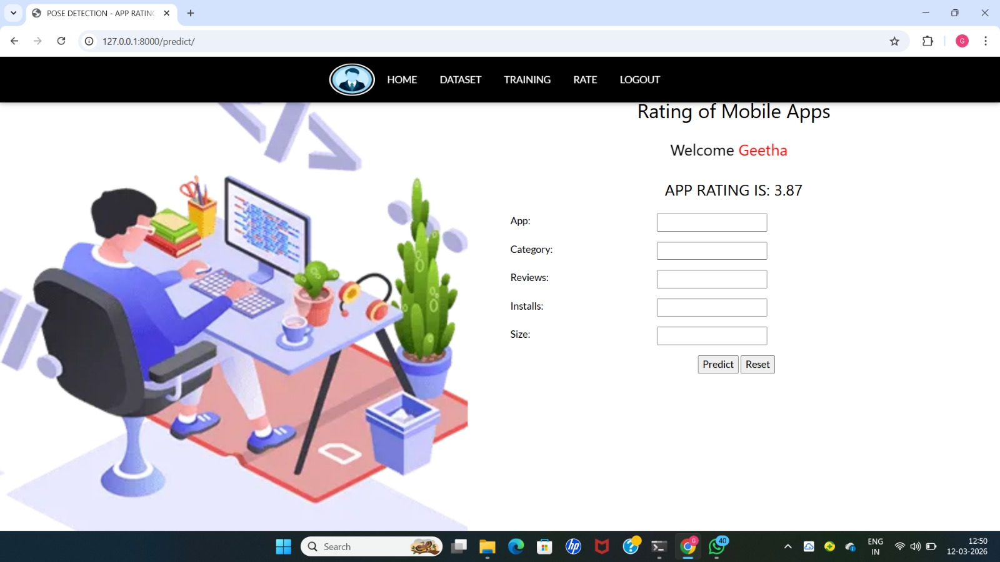 POSE DETECTION - APP RATING
127.0.0.1:8000/predict/
G
HOME DATASET TRAINING RATE LOGOUT
Rating of Mobile Apps
Welcome Geetha
APP RATING IS: 3.87
App:
Category:
Reviews:
Installs:
Size:
Predict Reset
Search
hp
G
40
ENG
IN
12:50
12-03-2026